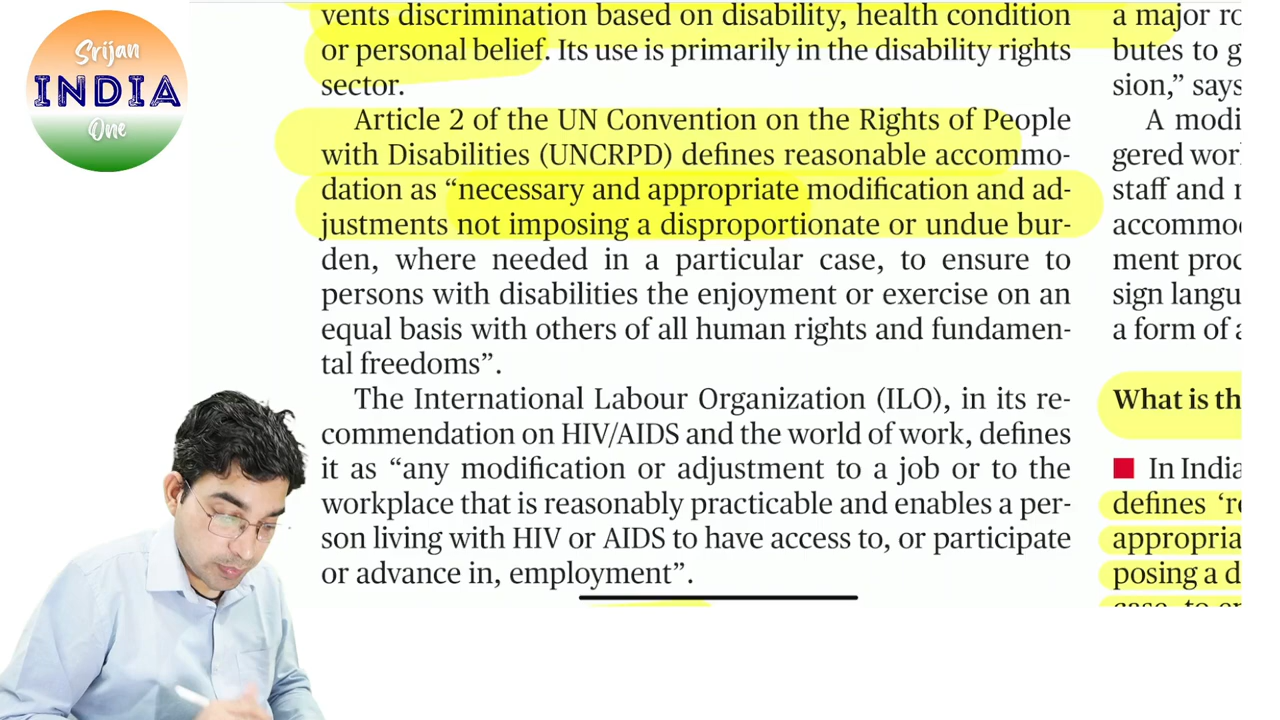 Srijan
INDIA
One
vents discrimination based on disability, health condition
or personal belief. Its use is primarily in the disability rights
sector.
Article 2 of the UN Convention on the Rights of People
with Disabilities (UNCRPD) defines reasonable accommo-
dation as “necessary and appropriate modification and ad-
justments not imposing a disproportionate or undue bur-
den, where needed in a particular case, to ensure to
persons with disabilities the enjoyment or exercise on an
equal basis with others of all human rights and fundamen-
tal freedoms”.
The International Labour Organization (ILO), in its re-
commendation on HIV/AIDS and the world of work, defines
it as “any modification or adjustment to a job or to the
workplace that is reasonably practicable and enables a per-
son living with HIV or AIDS to have access to, or participate
or advance in, employment”.
a major
butes to
sion,” says
A
gered
staff and
a form of
What is
In India
defines
posing a